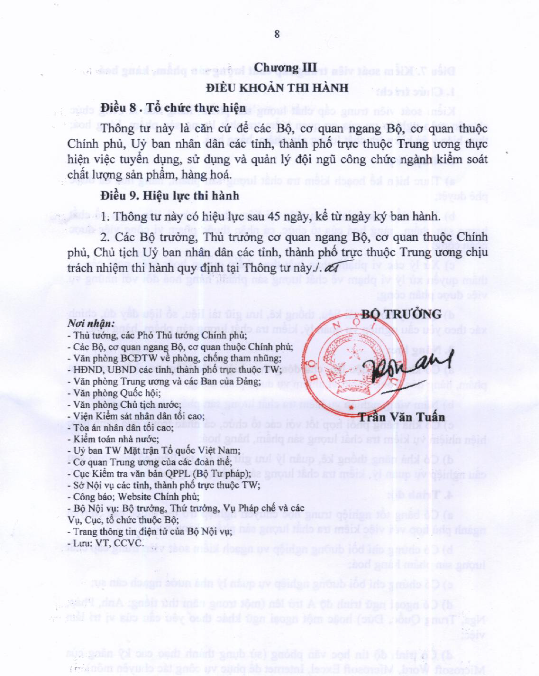 8
Chương III
ĐIỀU KHOẢN THI HÀNH
Điều 8 . Tổ chức thực hiện
Thông tư này là căn cứ để các Bộ, cơ quan ngang Bộ, cơ quan thuộc
Chính phủ, Uỷ ban nhân dân các tỉnh, thành phố trực thuộc Trung ương thực
hiện việc tuyển dụng, sử dụng và quản lý đội ngũ công chức ngành kiểm soát
chất lượng sản phẩm, hàng hoá.
Điều 9. Hiệu lực thi hành
1. Thông tư này có hiệu lực sau 45 ngày, kể từ ngày ký ban hành.
2. Các Bộ trưởng, Thủ trưởng cơ quan ngang Bộ, cơ quan thuộc Chính
phủ, Chủ tịch Uỷ ban nhân dân các tỉnh, thành phố trực thuộc Trung ương chịu
trách nhiệm thi hành quy định tại Thông tư này./.
BỘ TRƯỞNG
BỘ NỘI VỤ
Trần Văn Tuấn
Nơi nhận:
- Thủ tướng, các Phó Thủ tướng Chính phủ;
- Các Bộ, cơ quan ngang Bộ, cơ quan thuộc Chính phủ;
- Văn phòng BCĐTW về phòng, chống tham nhũng;
- HĐND, UBND các tỉnh, thành phố trực thuộc TW;
- Văn phòng Trung ương và các Ban của Đảng;
- Văn phòng Quốc hội;
- Văn phòng Chủ tịch nước;
- Viện Kiểm sát nhân dân tối cao;
- Tòa án nhân dân tối cao;
- Kiểm toán nhà nước;
- Uỷ ban TW Mặt trận Tổ quốc Việt Nam;
- Cơ quan Trung ương của các đoàn thể;
- Cục Kiểm tra văn bản QPPL (Bộ Tư pháp);
- Sở Nội vụ các tỉnh, thành phố trực thuộc TW;
- Công báo; Website Chính phủ;
- Bộ Nội vụ: Bộ trưởng, Thứ trưởng, Vụ Pháp chế và các
Vụ, Cục, tổ chức thuộc Bộ;
- Trang thông tin điện tử của Bộ Nội vụ;
- Lưu: VT, CCVC.